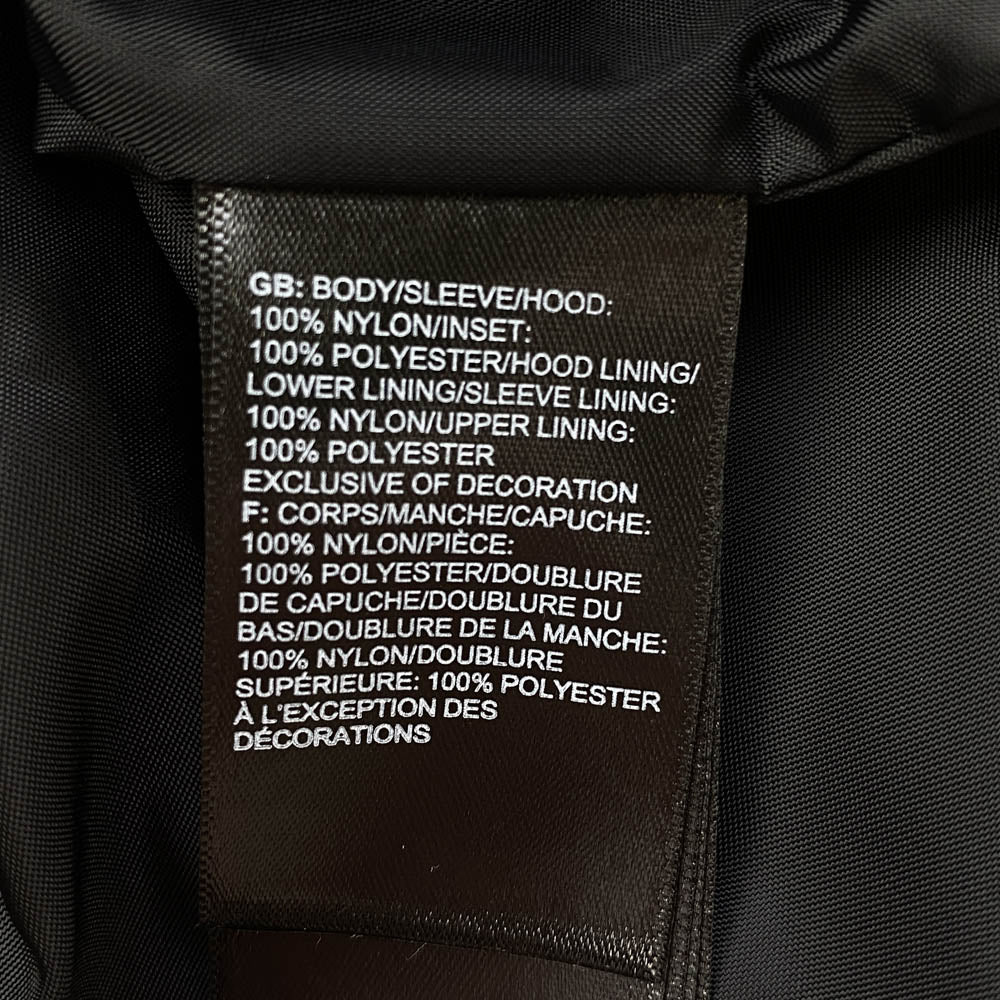 GB: BODY/SLEEVE/HOOD:
100% NYLON/INSET:
100% POLYESTER/HOOD LINING/
LOWER LINING/SLEEVE LINING:
100% NYLON/UPPER LINING:
100% POLYESTER
EXCLUSIVE OF DECORATION
F: CORPS/MANCHE/CAPUCHE:
100% NYLON/PIÈCE:
100% POLYESTER/DOUBLURE
DE CAPUCHE/DOUBLURE DU
BAS/DOUBLURE DE LA MANCHE:
100% NYLON/DOUBLURE
SUPÉRIEURE: 100% POLYESTER
À L'EXCEPTION DES
DÉCORATIONS